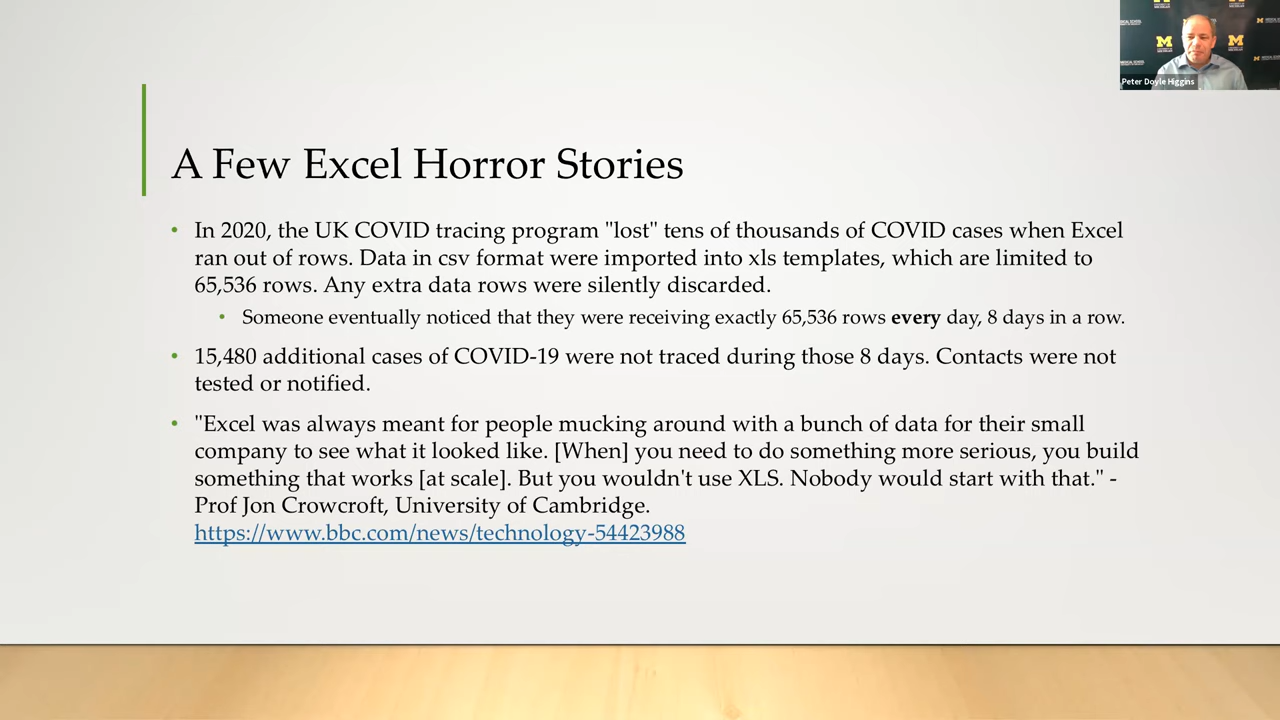 A Few Excel Horror Stories
• In 2020, the UK COVID tracing program "lost" tens of thousands of COVID cases when Excel
ran out of rows. Data in csv format were imported into xls templates, which are limited to
65,536 rows. Any extra data rows were silently discarded.
• Someone eventually noticed that they were receiving exactly 65,536 rows every day, 8 days in a row.
• 15,480 additional cases of COVID-19 were not traced during those 8 days. Contacts were not
tested or notified.
• "Excel was always meant for people mucking around with a bunch of data for their small
company to see what it looked like. [When] you need to do something more serious, you build
something that works [at scale]. But you wouldn't use XLS. Nobody would start with that." -
Prof Jon Crowcroft, University of Cambridge.
https://www.bbc.com/news/technology-54423988
M
M
Peter Doyle Higgins